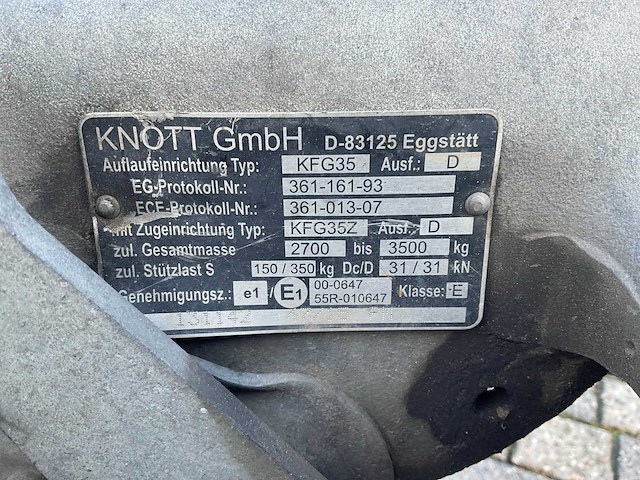 KNOTT GmbH D-83125 Eggstätt
Auflaufeinrichtung Typ: KFG35 Ausf.: D
EG-Protokoll-Nr.: 361-161-93
ECE-Protokoll-Nr.: 361-013-07
mit Zugeinrichtung Typ: KFG35Z Ausf.: D
zul. Gesamtmasse 2700 bis 3500 kg
zul. Stützlast S 150/350 kg Dc/D 31/31 kN
Genehmigungsz.: e1 / E1 00-0647 Klasse: E
55R-010647
131142